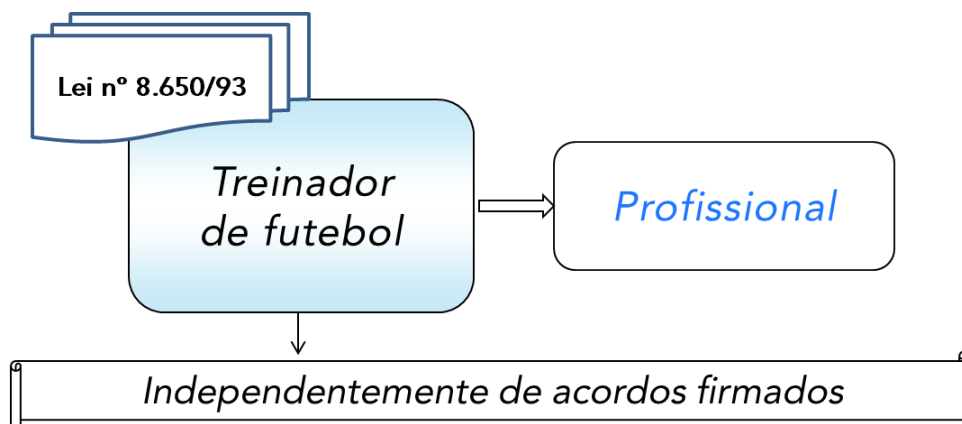 Lei nº 8.650/93
Treinador
de futebol
Profissional
Independentemente de acordos firmados